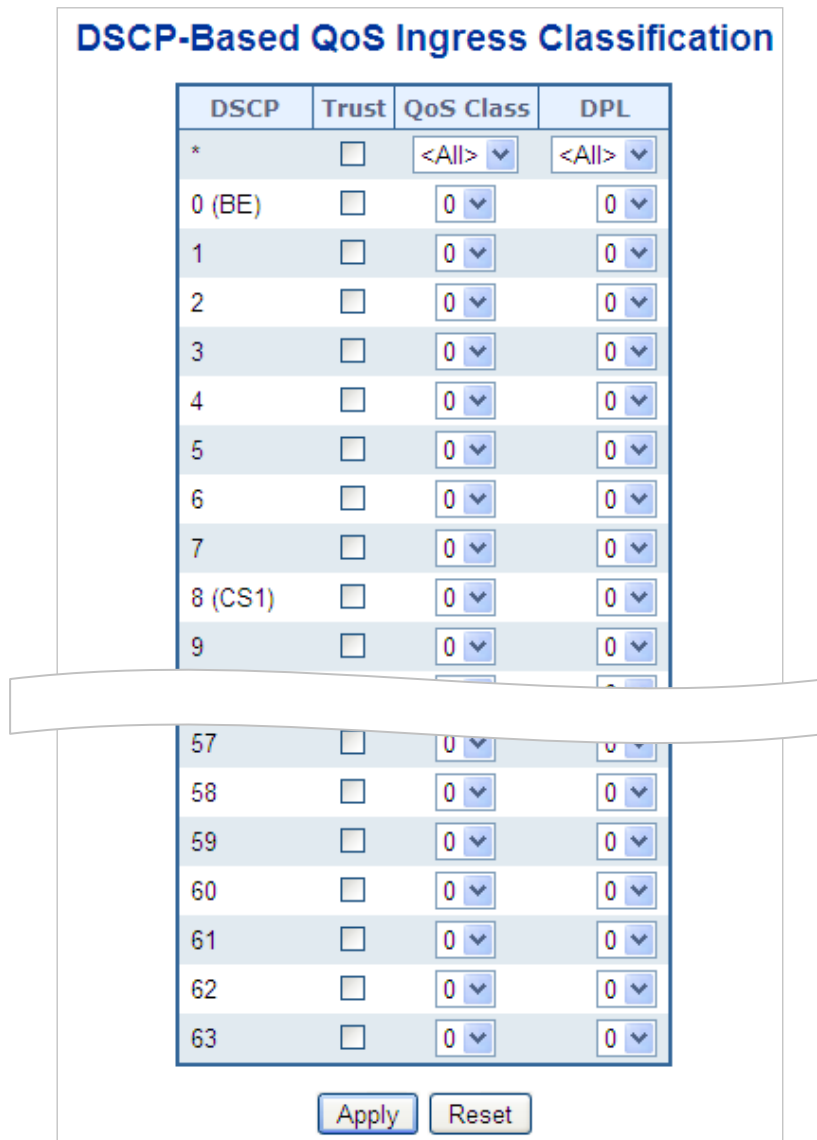 DSCP-Based QoS Ingress Classification
DSCP Trust QoS Class DPL
* <All> <All>
0 (BE) 0 0
1 0 0
2 0 0
3 0 0
4 0 0
5 0 0
6 0 0
7 0 0
8 (CS1) 0 0
9 0 0
57 0 0
58 0 0
59 0 0
60 0 0
61 0 0
62 0 0
63 0 0
Apply Reset